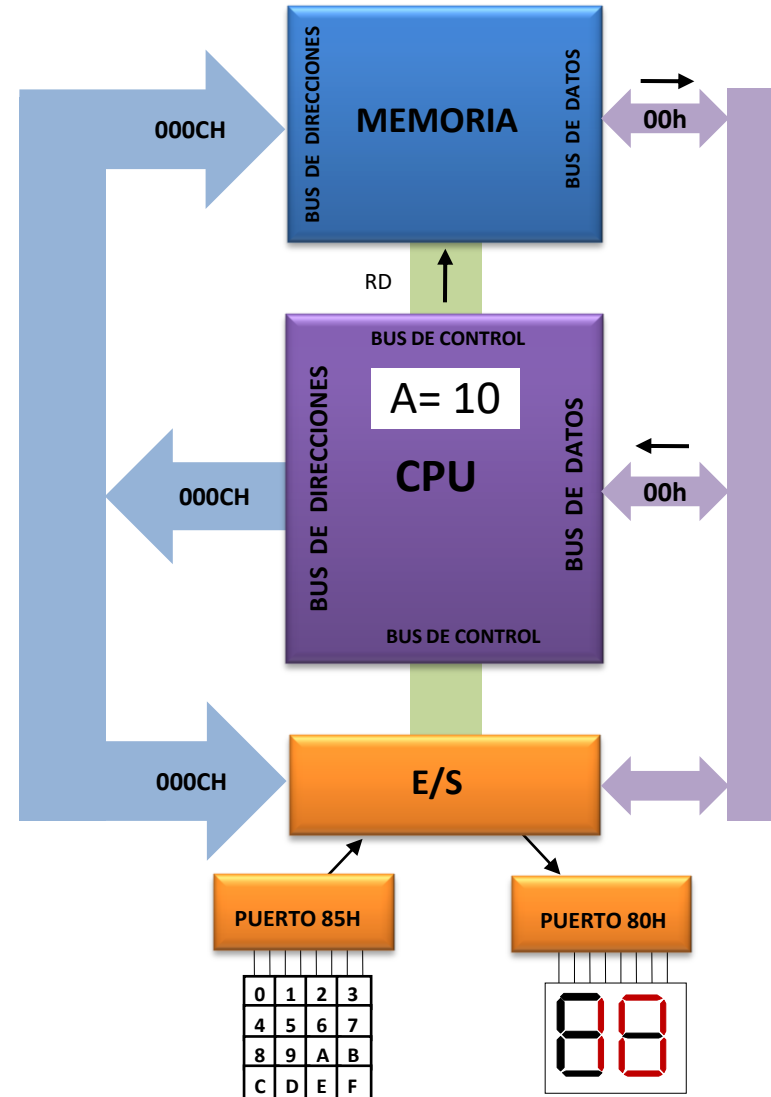 000CH
BUS DE DIRECCIONES
MEMORIA
BUS DE DATOS
00h
RD
BUS DE CONTROL
A= 10
000CH
BUS DE DIRECCIONES
CPU
BUS DE DATOS
00h
BUS DE CONTROL
000CH
E/S
PUERTO 85H
PUERTO 80H
0 1 2 3
4 5 6 7
8 9 A B
C D E F
10